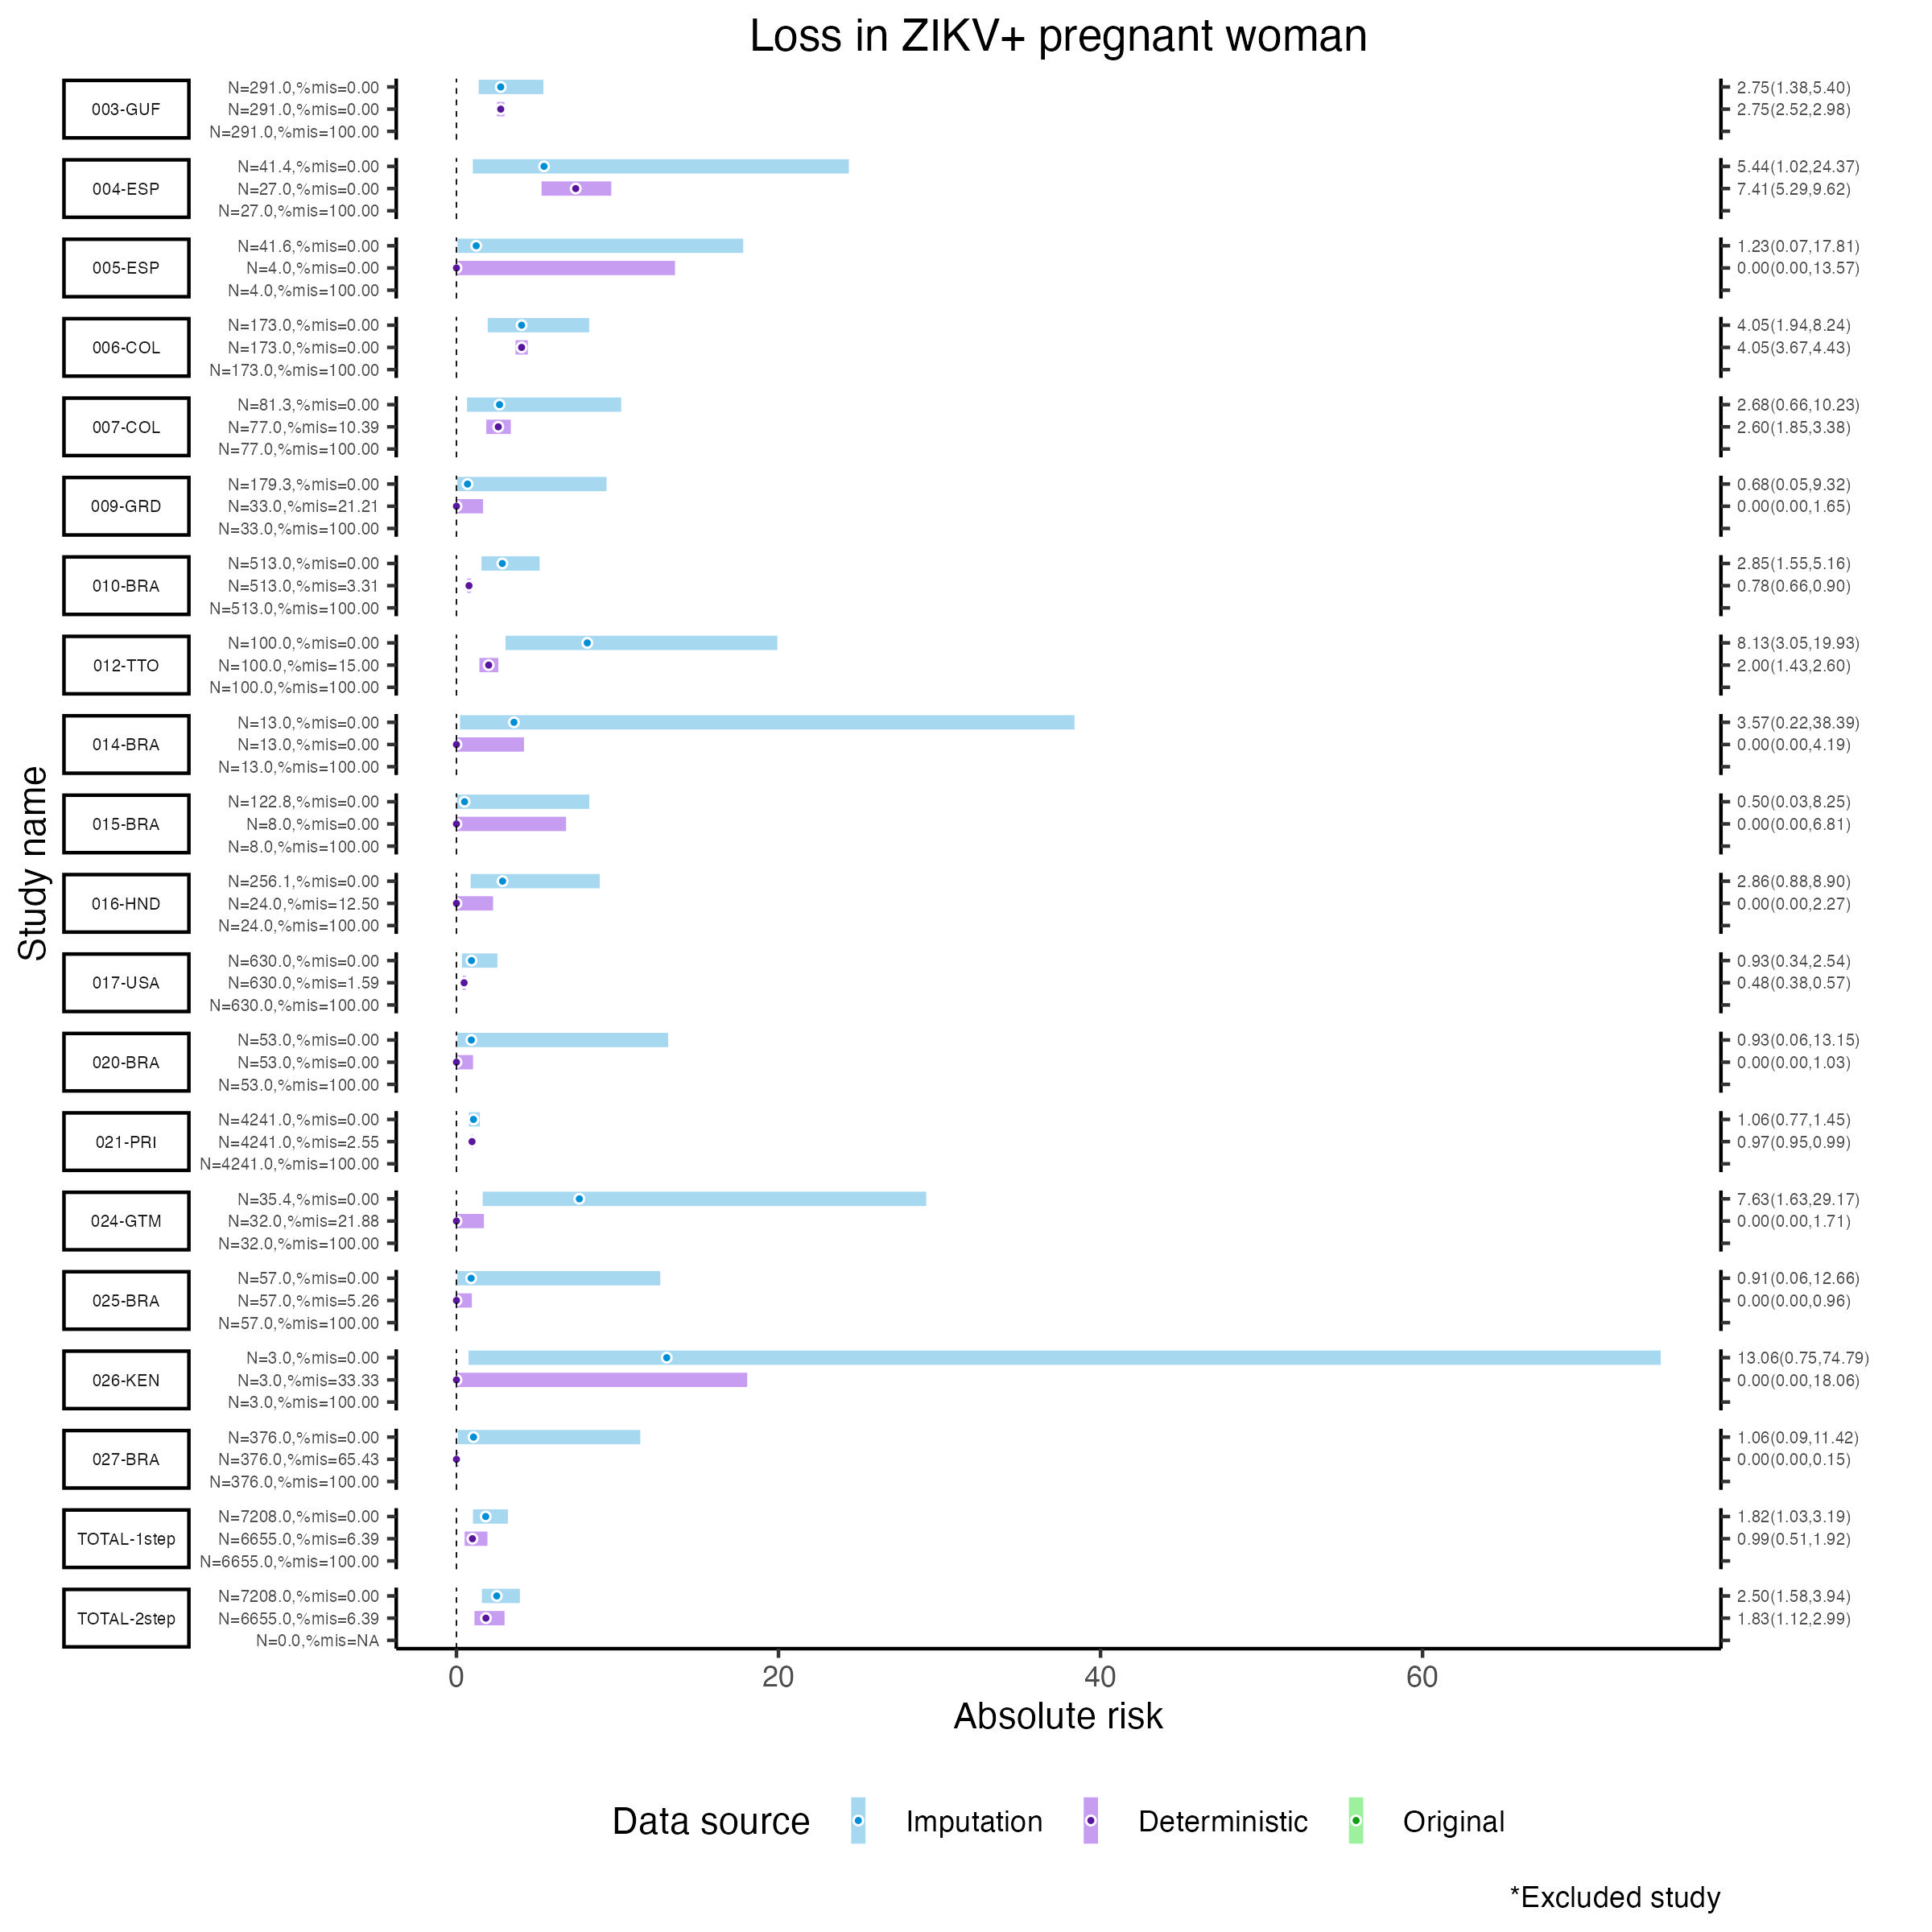 Loss in ZIKV+ pregnant woman
Study name
003-GUF
N=291.0,%mis=0.00 2.75(1.38,5.40)
N=291.0,%mis=0.00 2.75(2.52,2.98)
N=291.0,%mis=100.00
004-ESP
N=41.4,%mis=0.00 5.44(1.02,24.37)
N=27.0,%mis=0.00 7.41(5.29,9.62)
N=27.0,%mis=100.00
005-ESP
N=41.6,%mis=0.00 1.23(0.07,17.81)
N=4.0,%mis=0.00 0.00(0.00,13.57)
N=4.0,%mis=100.00
006-COL
N=173.0,%mis=0.00 4.05(1.94,8.24)
N=173.0,%mis=0.00 4.05(3.67,4.43)
N=173.0,%mis=100.00
007-COL
N=81.3,%mis=0.00 2.68(0.66,10.23)
N=77.0,%mis=10.39 2.60(1.85,3.38)
N=77.0,%mis=100.00
009-GRD
N=179.3,%mis=0.00 0.68(0.05,9.32)
N=33.0,%mis=21.21 0.00(0.00,1.65)
N=33.0,%mis=100.00
010-BRA
N=513.0,%mis=0.00 2.85(1.55,5.16)
N=513.0,%mis=3.31 0.78(0.66,0.90)
N=513.0,%mis=100.00
012-TTO
N=100.0,%mis=0.00 8.13(3.05,19.93)
N=100.0,%mis=15.00 2.00(1.43,2.60)
N=100.0,%mis=100.00
014-BRA
N=13.0,%mis=0.00 3.57(0.22,38.39)
N=13.0,%mis=0.00 0.00(0.00,4.19)
N=13.0,%mis=100.00
015-BRA
N=122.8,%mis=0.00 0.50(0.03,8.25)
N=8.0,%mis=0.00 0.00(0.00,6.81)
N=8.0,%mis=100.00
016-HND
N=256.1,%mis=0.00 2.86(0.88,8.90)
N=24.0,%mis=12.50 0.00(0.00,2.27)
N=24.0,%mis=100.00
017-USA
N=630.0,%mis=0.00 0.93(0.34,2.54)
N=630.0,%mis=1.59 0.48(0.38,0.57)
N=630.0,%mis=100.00
020-BRA
N=53.0,%mis=0.00 0.93(0.06,13.15)
N=53.0,%mis=0.00 0.00(0.00,1.03)
N=53.0,%mis=100.00
021-PRI
N=4241.0,%mis=0.00 1.06(0.77,1.45)
N=4241.0,%mis=2.55 0.97(0.95,0.99)
N=4241.0,%mis=100.00
024-GTM
N=35.4,%mis=0.00 7.63(1.63,29.17)
N=32.0,%mis=21.88 0.00(0.00,1.71)
N=32.0,%mis=100.00
025-BRA
N=57.0,%mis=0.00 0.91(0.06,12.66)
N=57.0,%mis=5.26 0.00(0.00,0.96)
N=57.0,%mis=100.00
026-KEN
N=3.0,%mis=0.00 13.06(0.75,74.79)
N=3.0,%mis=33.33 0.00(0.00,18.06)
N=3.0,%mis=100.00
027-BRA
N=376.0,%mis=0.00 1.06(0.09,11.42)
N=376.0,%mis=65.43 0.00(0.00,0.15)
N=376.0,%mis=100.00
TOTAL-1step
N=7208.0,%mis=0.00 1.82(1.03,3.19)
N=6655.0,%mis=6.39 0.99(0.51,1.92)
N=6655.0,%mis=100.00
TOTAL-2step
N=7208.0,%mis=0.00 2.50(1.58,3.94)
N=6655.0,%mis=6.39 1.83(1.12,2.99)
N=0.0,%mis=NA
0 20 40 60
Absolute risk
Data source Imputation Deterministic Original
*Excluded study